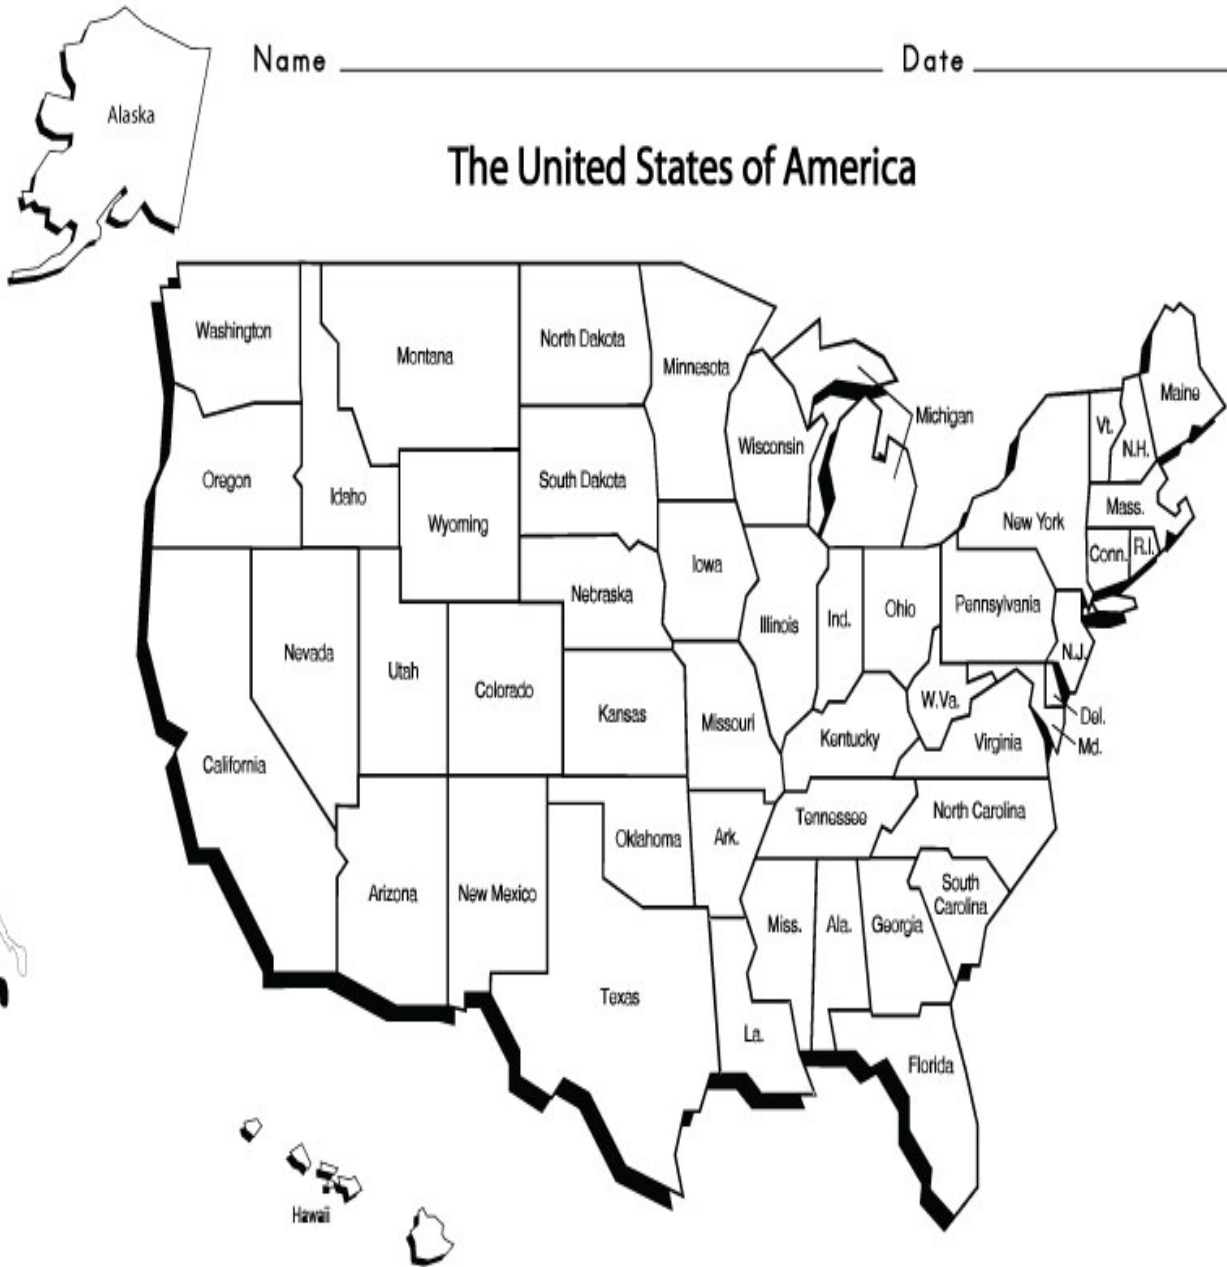 Name Date
Alaska
The United States of America
Washington
Montana
North Dakota
Minnesota
Maine
Michigan
Vt.
N.H.
Wisconsin
Oregon
Idaho
South Dakota
Wyoming
New York
Mass.
Conn.
R.I.
Iowa
Nebraska
Illinois
Ind.
Ohio
Pennsylvania
Nevada
Utah
Colorado
N.J.
Kansas
Missouri
W.Va.
Del.
Md.
Kentucky
Virginia
California
Tennessee
North Carolina
Oklahoma
Ark.
Arizona
New Mexico
South
Carolina
Miss.
Ala.
Georgia
Texas
La.
Florida
Hawaii